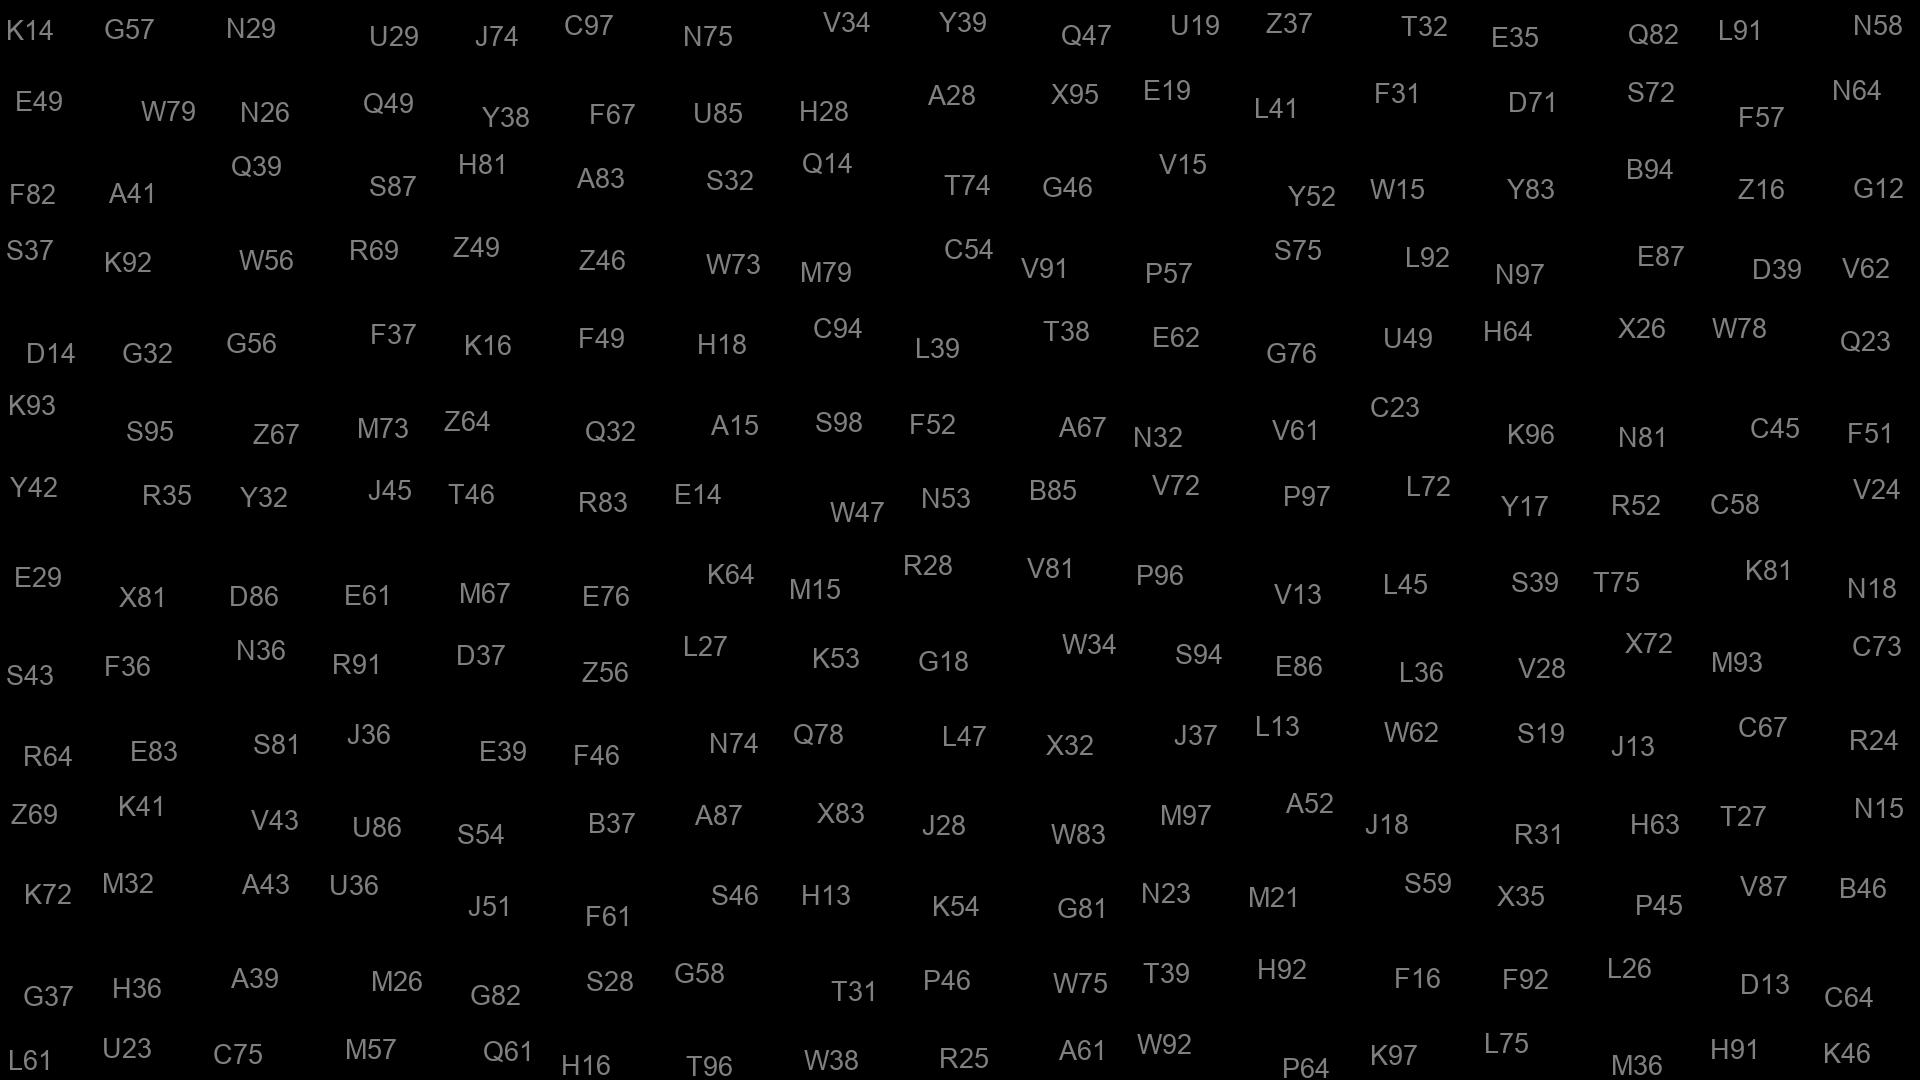 K14 G57 N29 U29 J74 C97 N75 V34 Y39 Q47 U19 Z37 T32 E35 Q82 L91 N58
E49 W79 N26 Q49 Y38 F67 U85 H28 A28 X95 E19 L41 F31 D71 S72 F57 N64
F82 A41 Q39 S87 H81 A83 S32 Q14 T74 G46 V15 Y52 W15 Y83 B94 Z16 G12
S37 K92 W56 R69 Z49 Z46 W73 M79 C54 V91 P57 S75 L92 N97 E87 D39 V62
D14 G32 G56 F37 K16 F49 H18 C94 L39 T38 E62 G76 U49 H64 X26 W78 Q23
K93 S95 Z67 M73 Z64 Q32 A15 S98 F52 A67 N32 V61 C23 K96 N81 C45 F51
Y42 R35 Y32 J45 T46 R83 E14 W47 N53 B85 V72 P97 L72 Y17 R52 C58 V24
E29 X81 D86 E61 M67 E76 K64 M15 R28 V81 P96 V13 L45 S39 T75 K81 N18
S43 F36 N36 R91 D37 Z56 L27 K53 G18 W34 S94 E86 L36 V28 X72 M93 C73
R64 E83 S81 J36 E39 F46 N74 Q78 L47 X32 J37 L13 W62 S19 J13 C67 R24
Z69 K41 V43 U86 S54 B37 A87 X83 J28 W83 M97 A52 J18 R31 H63 T27 N15
K72 M32 A43 U36 J51 F61 S46 H13 K54 G81 N23 M21 S59 X35 P45 V87 B46
G37 H36 A39 M26 G82 S28 G58 T31 P46 W75 T39 H92 F16 F92 L26 D13 C64
L61 U23 C75 M57 Q61 H16 T96 W38 R25 A61 W92 P64 K97 L75 M36 H91 K46